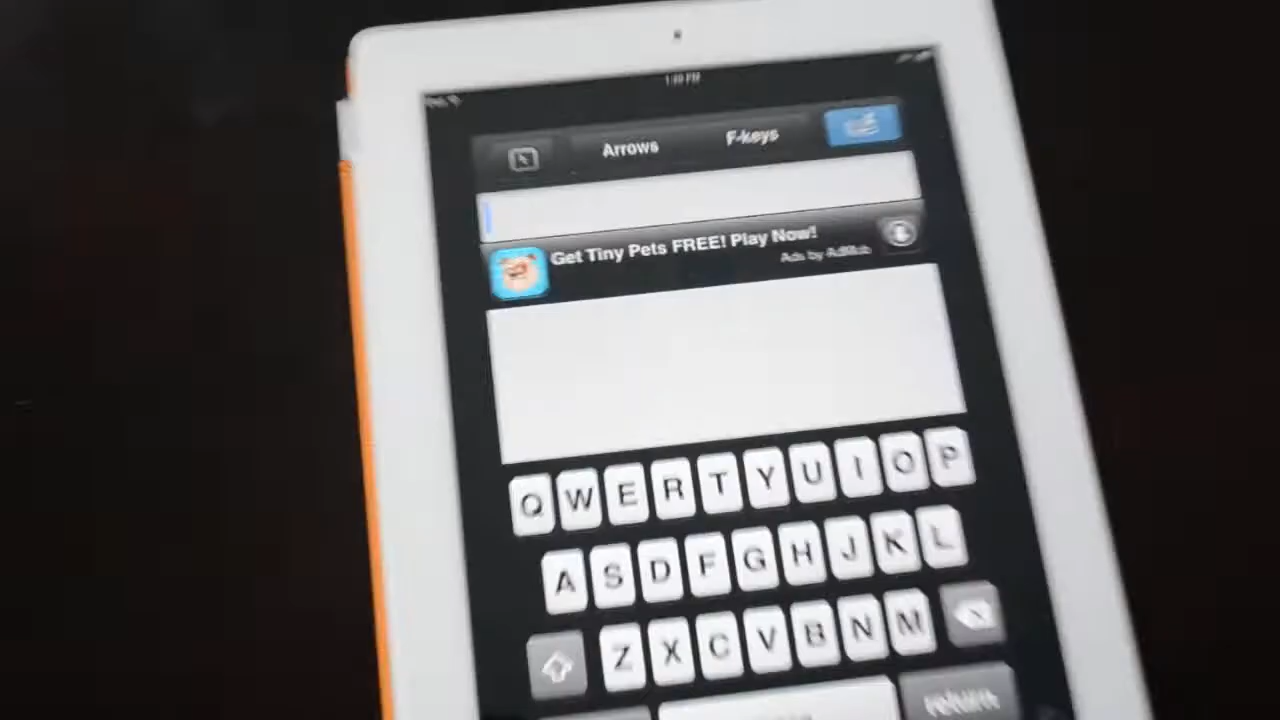 Arrows F-keys
Get Tiny Pets FREE! Play Now!
Ads by AdMob
Q W E R T Y U I O P
A S D F G H J K L
Z X C V B N M
return